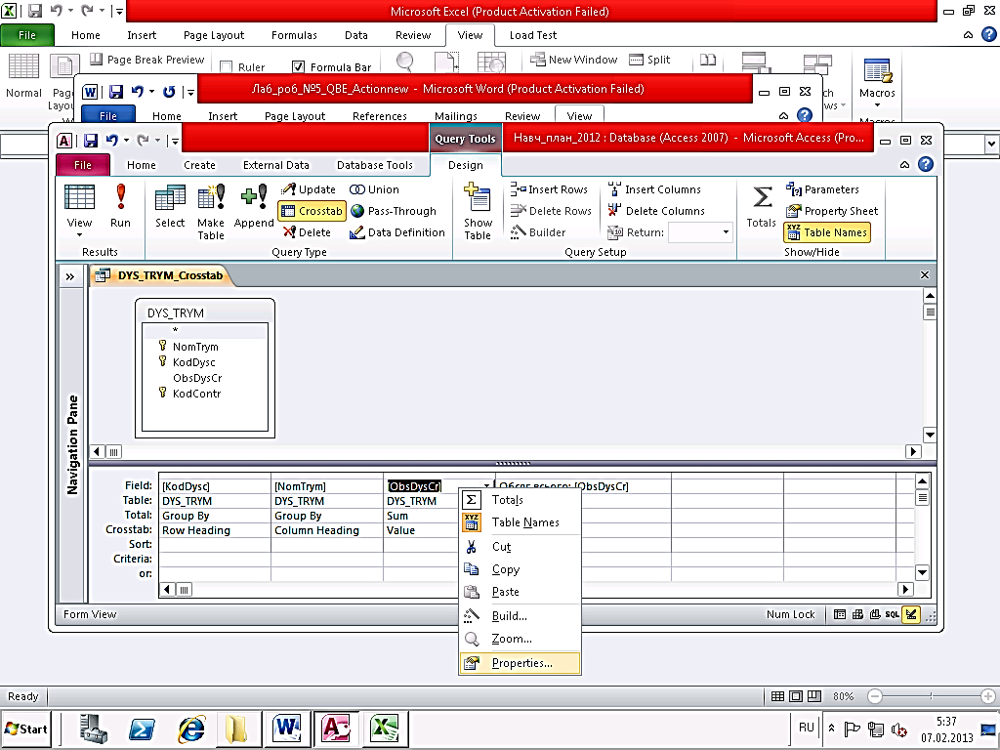 Microsoft Excel (Product Activation Failed)
File Home Insert Page Layout Formulas Data Review View Load Test
Normal Page Layout Page Break Preview Ruler Formula Bar New Window Split Macros
Macros
Лаб_роб_№5_QBE_Actionnew - Microsoft Word (Product Activation Failed)
File Home Insert Page Layout References Mailings Review View
Query Tools Навч_план_2012 : Database (Access 2007) - Microsoft Access (Pro...
File Home Create External Data Database Tools Design
View Run Select Make Table Append Update Crosstab Delete Union Pass-Through Data Definition
Show Table Insert Rows Delete Rows Builder Insert Columns Delete Columns Return:
Totals Parameters Property Sheet Table Names
Results Query Type Query Setup Show/Hide
» DYS_TRYM_Crosstab
DYS_TRYM
*
NomTrym
KodDysc
ObsDysCr
KodContr
Navigation Pane
Field: [KodDysc] [NomTrym] [ObsDysCr] Обсяг всього: [ObsDysCr]
Table: DYS_TRYM DYS_TRYM DYS_TRYM
Total: Group By Group By Sum
Crosstab: Row Heading Column Heading Value
Sort:
Criteria:
or:
Totals
Table Names
Cut
Copy
Paste
Build...
Zoom...
Properties...
Form View Num Lock SQL
Ready 80%
Start RU 5:37
07.02.2013